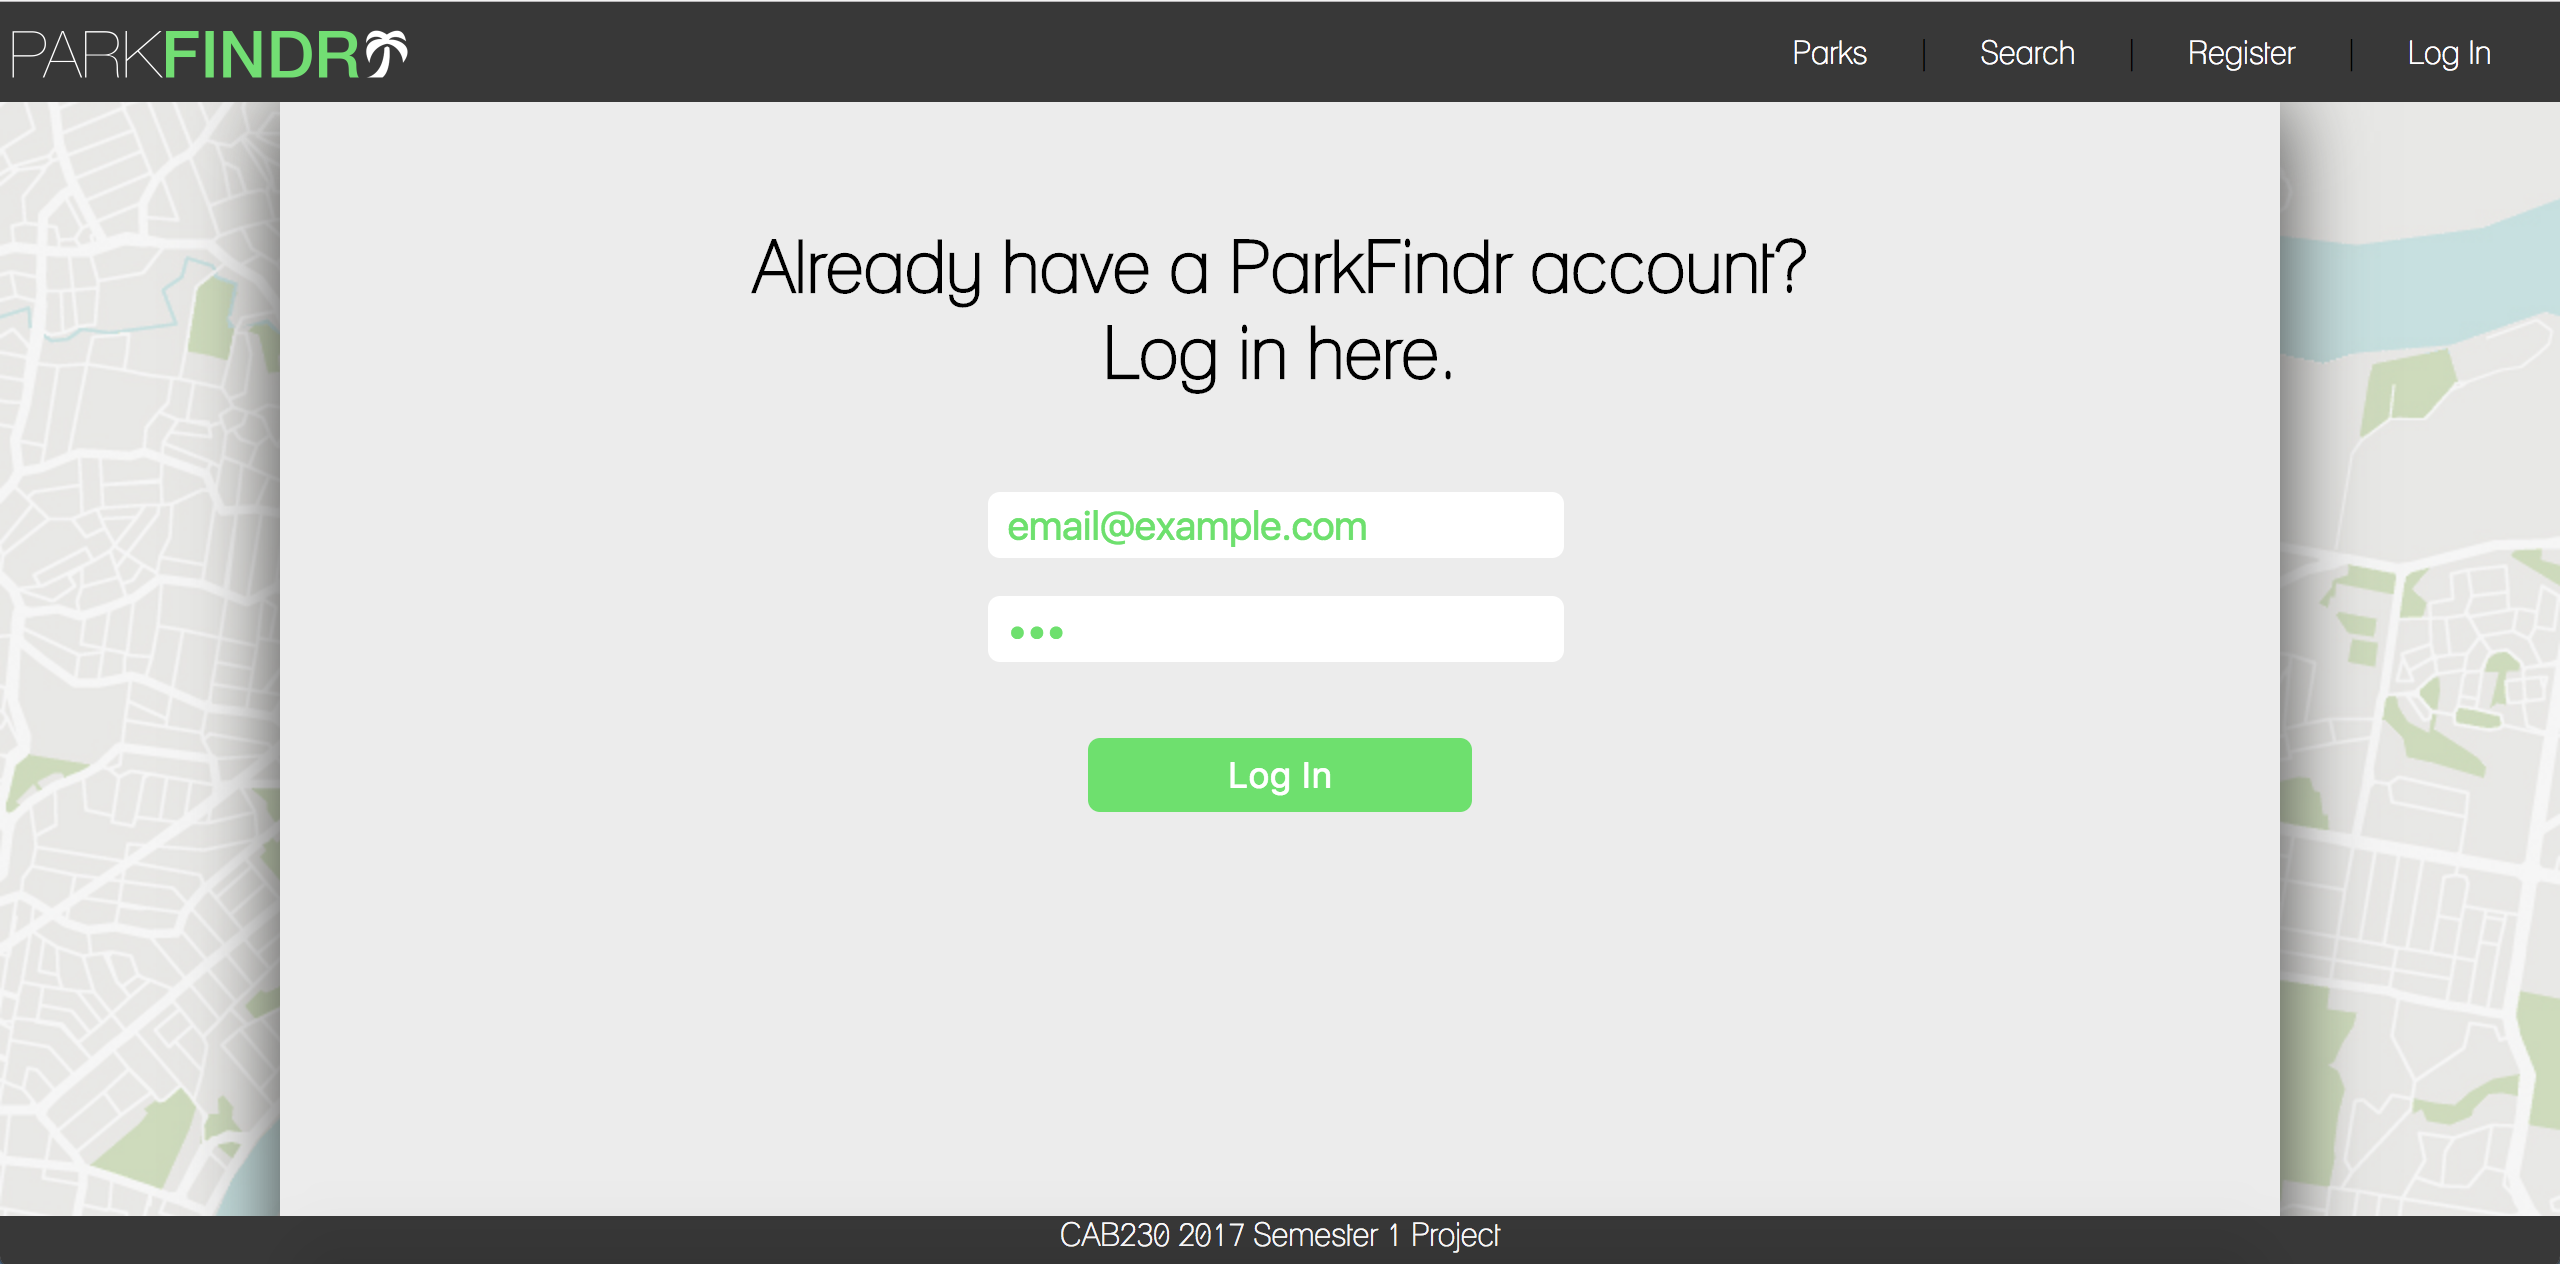 PARKFINDR
Parks | Search | Register | Log In
Already have a ParkFindr account?
Log in here.
email@example.com
•••
Log In
CAB230 2017 Semester 1 Project